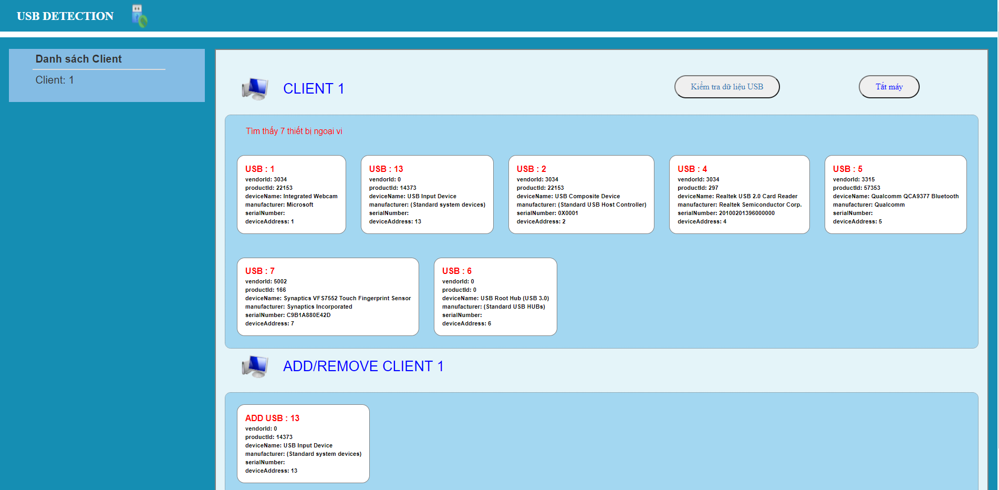 USB DETECTION
Danh sách Client
Client: 1
CLIENT 1
Kiểm tra dữ liệu USB
Tắt máy
Tìm thấy 7 thiết bị ngoại vi
USB : 1
vendorId: 3034
productId: 22153
deviceName: Integrated Webcam
manufacturer: Microsoft
serialNumber:
deviceAddress: 1
USB : 13
vendorId: 0
productId: 14373
deviceName: USB Input Device
manufacturer: (Standard system devices)
serialNumber:
deviceAddress: 13
USB : 2
vendorId: 3034
productId: 22153
deviceName: USB Composite Device
manufacturer: (Standard USB Host Controller)
serialNumber: 0X0001
deviceAddress: 2
USB : 4
vendorId: 3034
productId: 297
deviceName: Realtek USB 2.0 Card Reader
manufacturer: Realtek Semiconductor Corp.
serialNumber: 20100201396000000
deviceAddress: 4
USB : 5
vendorId: 3315
productId: 57353
deviceName: Qualcomm QCA9377 Bluetooth
manufacturer: Qualcomm
serialNumber:
deviceAddress: 5
USB : 7
vendorId: 5002
productId: 166
deviceName: Synaptics VFS7552 Touch Fingerprint Sensor
manufacturer: Synaptics Incorporated
serialNumber: C9B1A880E42D
deviceAddress: 7
USB : 6
vendorId: 0
productId: 0
deviceName: USB Root Hub (USB 3.0)
manufacturer: (Standard USB HUBs)
serialNumber:
deviceAddress: 6
ADD/REMOVE CLIENT 1
ADD USB : 13
vendorId: 0
productId: 14373
deviceName: USB Input Device
manufacturer: (Standard system devices)
serialNumber:
deviceAddress: 13